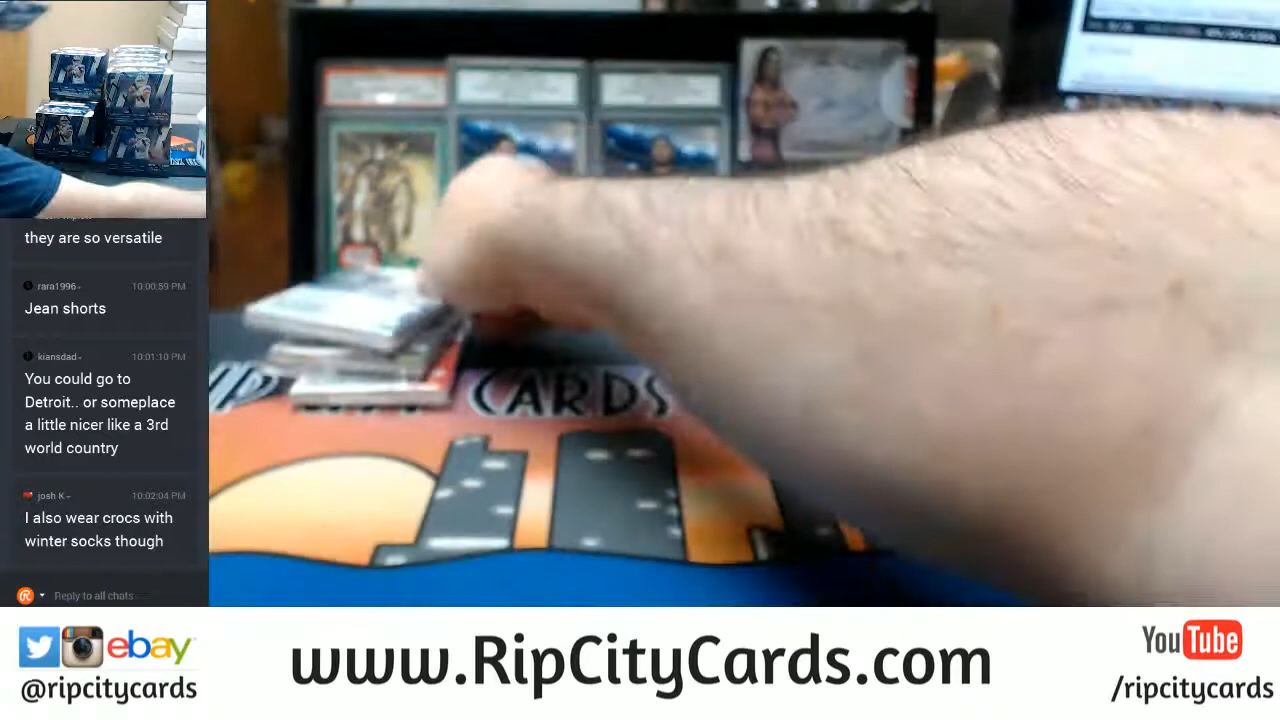 they are so versatile
rara1996- 10:00:59 PM
Jean shorts
kiansdad- 10:01:10 PM
You could go to
Detroit.. or someplace
a little nicer like a 3rd
world country
josh K- 10:02:04 PM
I also wear crocs with
winter socks though
Reply to all chats
CARDS
ebay
@ripcitycards
www.RipCityCards.com
YouTube
/ripcitycards